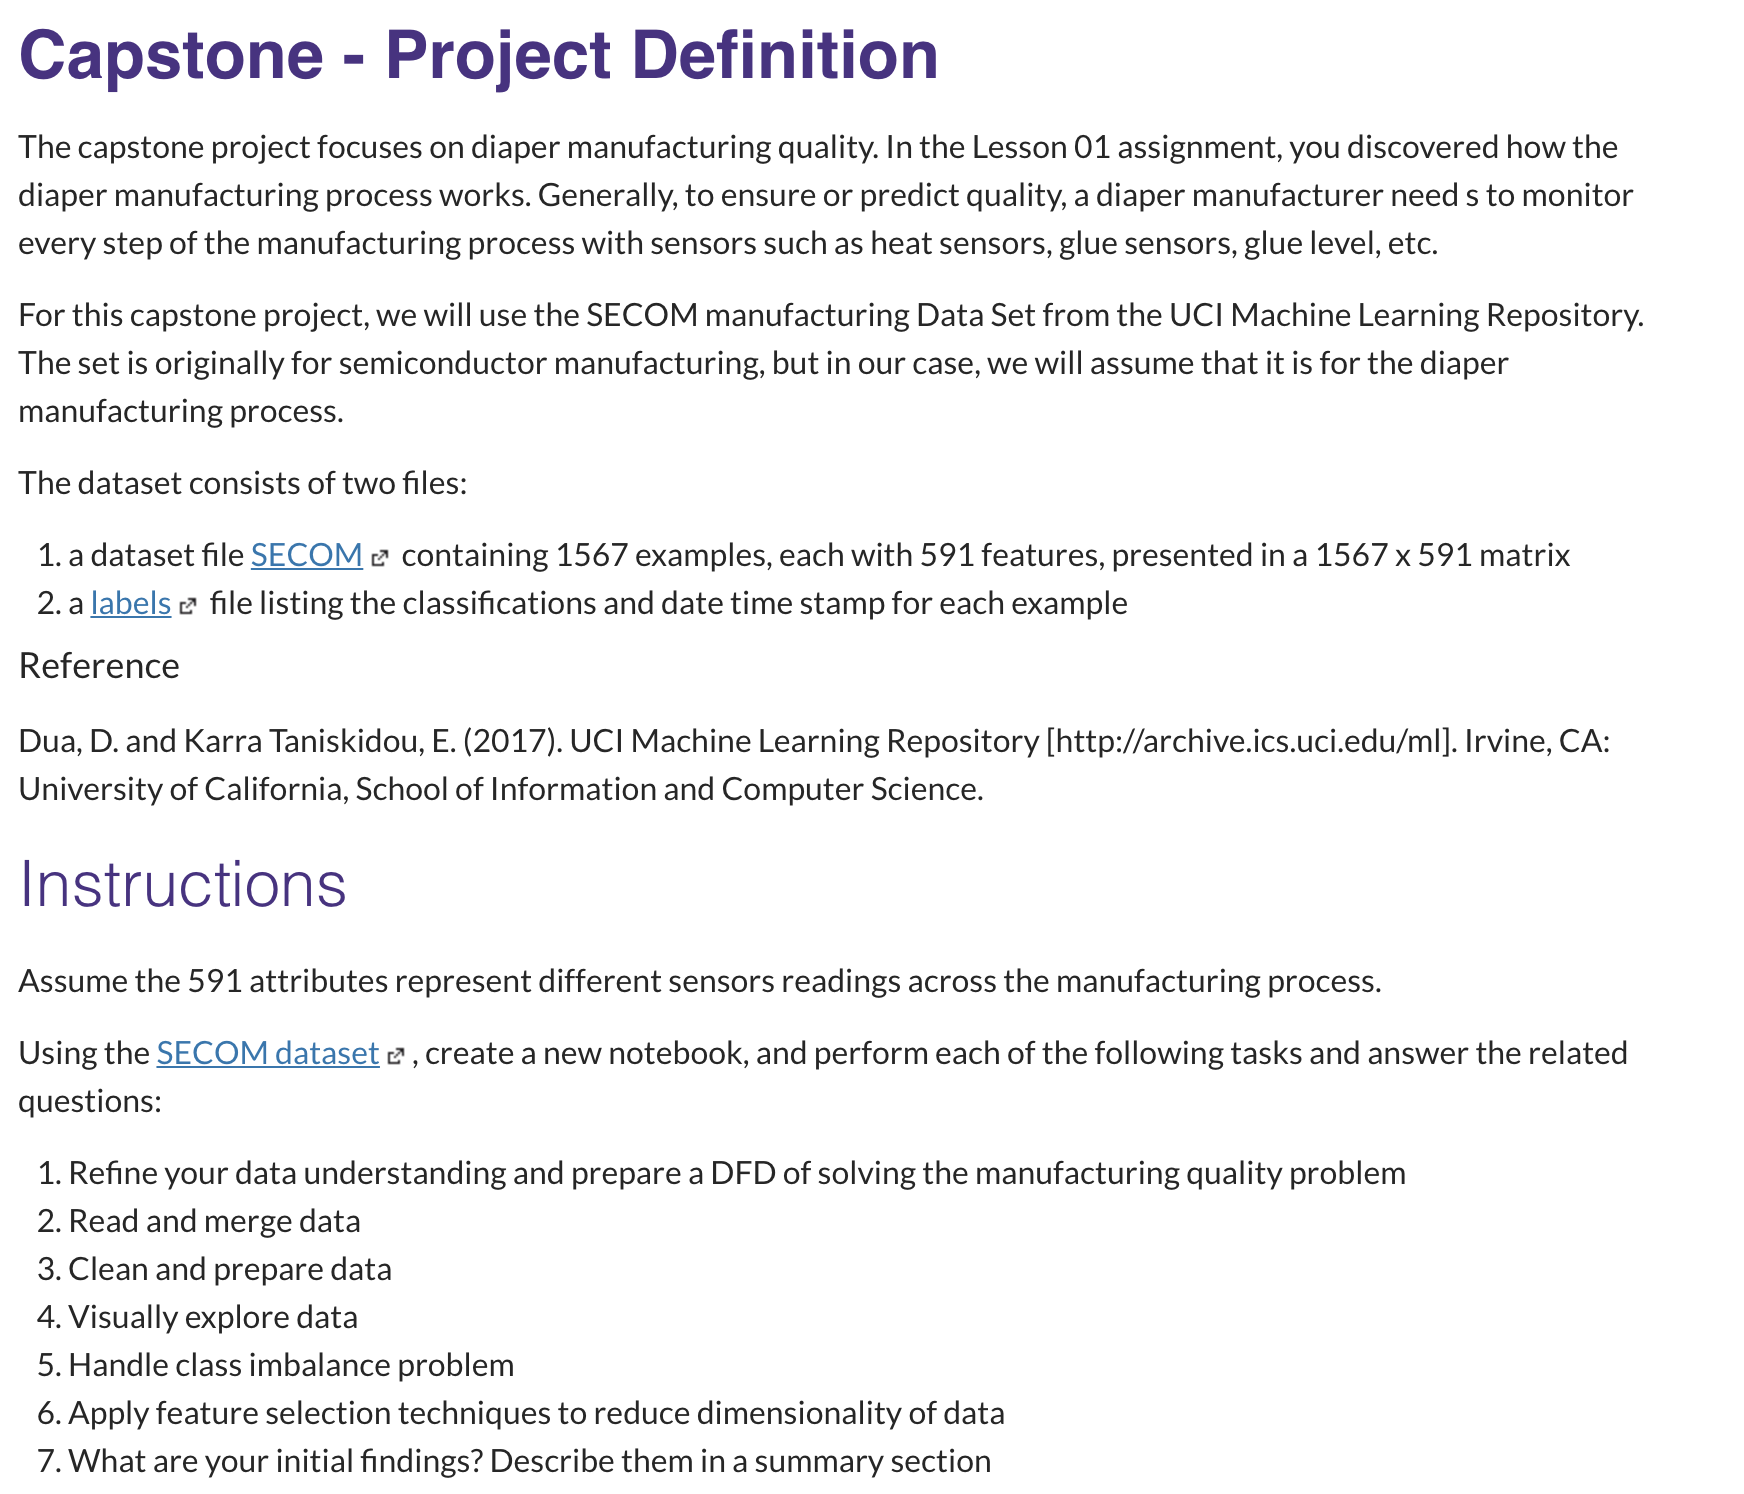 Capstone - Project Definition
The capstone project focuses on diaper manufacturing quality. In the Lesson 01 assignment, you discovered how the
diaper manufacturing process works. Generally, to ensure or predict quality, a diaper manufacturer need s to monitor
every step of the manufacturing process with sensors such as heat sensors, glue sensors, glue level, etc.
For this capstone project, we will use the SECOM manufacturing Data Set from the UCI Machine Learning Repository.
The set is originally for semiconductor manufacturing, but in our case, we will assume that it is for the diaper
manufacturing process.
The dataset consists of two files:
1. a dataset file SECOM containing 1567 examples, each with 591 features, presented in a 1567 x 591 matrix
2. a labels file listing the classifications and date time stamp for each example
Reference
Dua, D. and Karra Taniskidou, E. (2017). UCI Machine Learning Repository [http://archive.ics.uci.edu/ml]. Irvine, CA:
University of California, School of Information and Computer Science.
Instructions
Assume the 591 attributes represent different sensors readings across the manufacturing process.
Using the SECOM dataset , create a new notebook, and perform each of the following tasks and answer the related
questions:
1. Refine your data understanding and prepare a DFD of solving the manufacturing quality problem
2. Read and merge data
3. Clean and prepare data
4. Visually explore data
5. Handle class imbalance problem
6. Apply feature selection techniques to reduce dimensionality of data
7. What are your initial findings? Describe them in a summary section